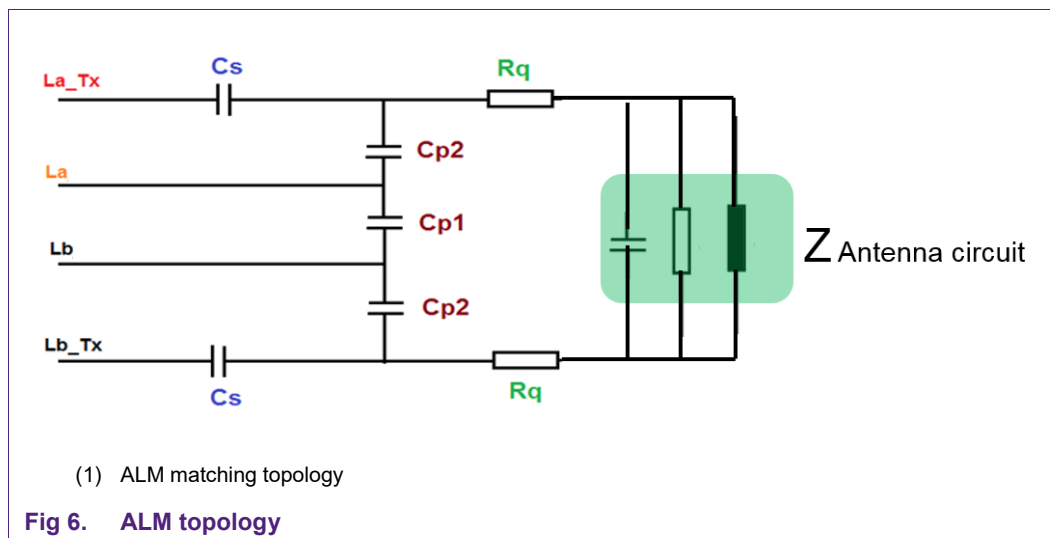 Cs
La_Tx
Rq
Cp2
La
Cp1
Lb
Z Antenna circuit
Cp2
Lb_Tx
Rq
Cs
(1) ALM matching topology
Fig 6. ALM topology